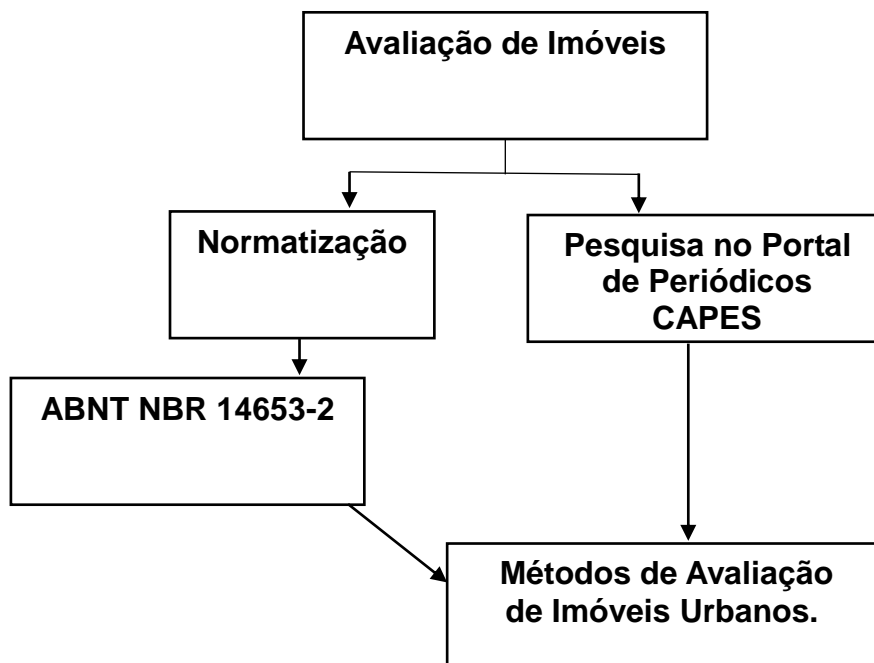 Avaliação de Imóveis
Normatização
Pesquisa no Portal
de Periódicos
CAPES
ABNT NBR 14653-2
Métodos de Avaliação
de Imóveis Urbanos.